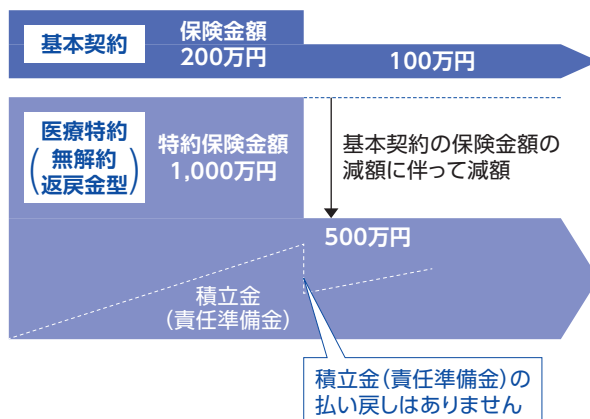 基本契約
保険金額
200万円
100万円
医療特約
(無解約
返戻金型)
特約保険金額
1,000万円
基本契約の保険金額の
減額に伴って減額
500万円
積立金
(責任準備金)
積立金(責任準備金)の
払い戻しはありません